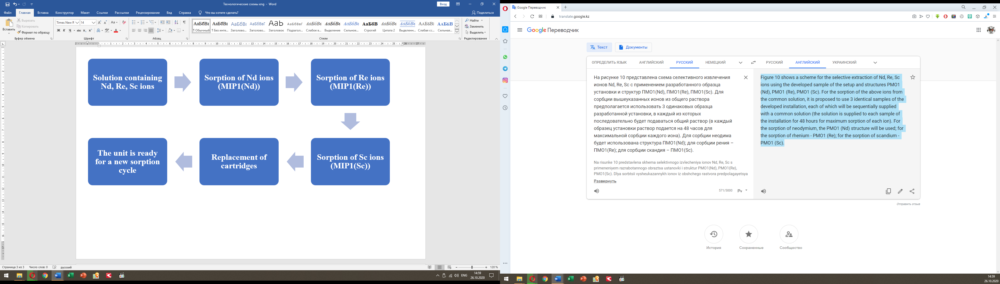 Технологические схемы eng - Word
Вход
Файл
Главная
Вставка
Конструктор
Макет
Ссылки
Рассылки
Рецензирование
Вид
Справка
Что вы хотите сделать?
Поделиться
Вставить
Вырезать
Копировать
Формат по образцу
Буфер обмена
Times New R
14
Шрифт
Абзац
¶ Обычный
¶ Без инте...
Заголово...
Заголово...
Заголовок
Подзагол...
Слабое в...
Выделение
Сильное...
Строгий
Цитата 2
Выделенн...
Слабая сс...
Сильная...
Стили
Найти
Заменить
Выделить
Редактирование
Solution containing
Nd, Re, Sc ions
Sorption of Nd ions
(MIP1(Nd))
Sorption of Re ions
(MIP1(Re))
The unit is ready
for a new sorption
cycle
Replacement of
cartridges
Sorption of Sc ions
(MIP1(Sc))
Страница 3 из 3
Число слов: 0
русский
120 %
ENG
14:59
26.10.2020
Google Переводчик
translate.google.kz
Google Переводчик
Текст
Документы
ОПРЕДЕЛИТЬ ЯЗЫК
АНГЛИЙСКИЙ
РУССКИЙ
НЕМЕЦКИЙ
РУССКИЙ
АНГЛИЙСКИЙ
УКРАИНСКИЙ
На рисунке 10 представлена схема селективного извлечения
ионов Nd, Re, Sc с применением разработанного образца
установки и структур ПМО1(Nd), ПМО1(Re), ПМО1(Sc). Для
сорбции вышеуказанных ионов из общего раствора
предполагается использовать 3 одинаковых образца
разработанной установки, в каждый из которых
последовательно будет подаваться общий раствор (в каждый
образец установки раствор подается на 48 часов для
максимальной сорбции каждого иона). Для сорбции неодима
будет использована структура ПМО1(Nd); для сорбции рения –
ПМО1(Re); для сорбции скандия – ПМО1(Sc).
Na risunke 10 predstavlena skhema selektivnogo izvlecheniya ionov Nd, Re, Sc s
primeneniyem razrabotannogo obraztsa ustanovki i struktur PMO1(Nd), PMO1(Re),
PMO1(Sc). Dlya sorbtsii vysheukazannykh ionov iz obshchego rastvora predpolagayetsya
Развернуть
571/5000
Ру
Figure 10 shows a scheme for the selective extraction of Nd, Re, Sc
ions using the developed sample of the setup and structures PMO1
(Nd), PMO1 (Re), PMO1 (Sc). For the sorption of the above ions from
the common solution, it is proposed to use 3 identical samples of the
developed installation, each of which will be sequentially supplied
with a common solution (the solution is supplied to each sample of
the installation for 48 hours for maximum sorption of each ion). For
the sorption of neodymium, the PMO1 (Nd) structure will be used; for
the sorption of rhenium - PMO1 (Re); for the sorption of scandium -
PMO1 (Sc).
Отправить отзыв
История
Сохраненные
Сообщество
14:59
26.10.2020